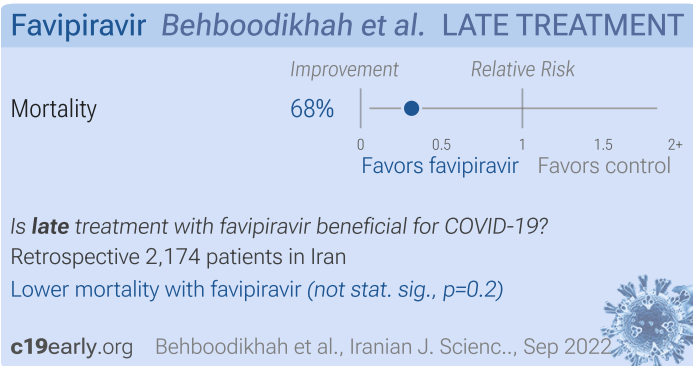 Favipiravir Behboodikhah et al. LATE TREATMENT
Improvement Relative Risk
Mortality 68%
0 0.5 1 1.5 2+
Favors favipiravir Favors control
Is late treatment with favipiravir beneficial for COVID-19?
Retrospective 2,174 patients in Iran
Lower mortality with favipiravir (not stat. sig., p=0.2)
c19early.org Behboodikhah et al., Iranian J. Scienc.., Sep 2022